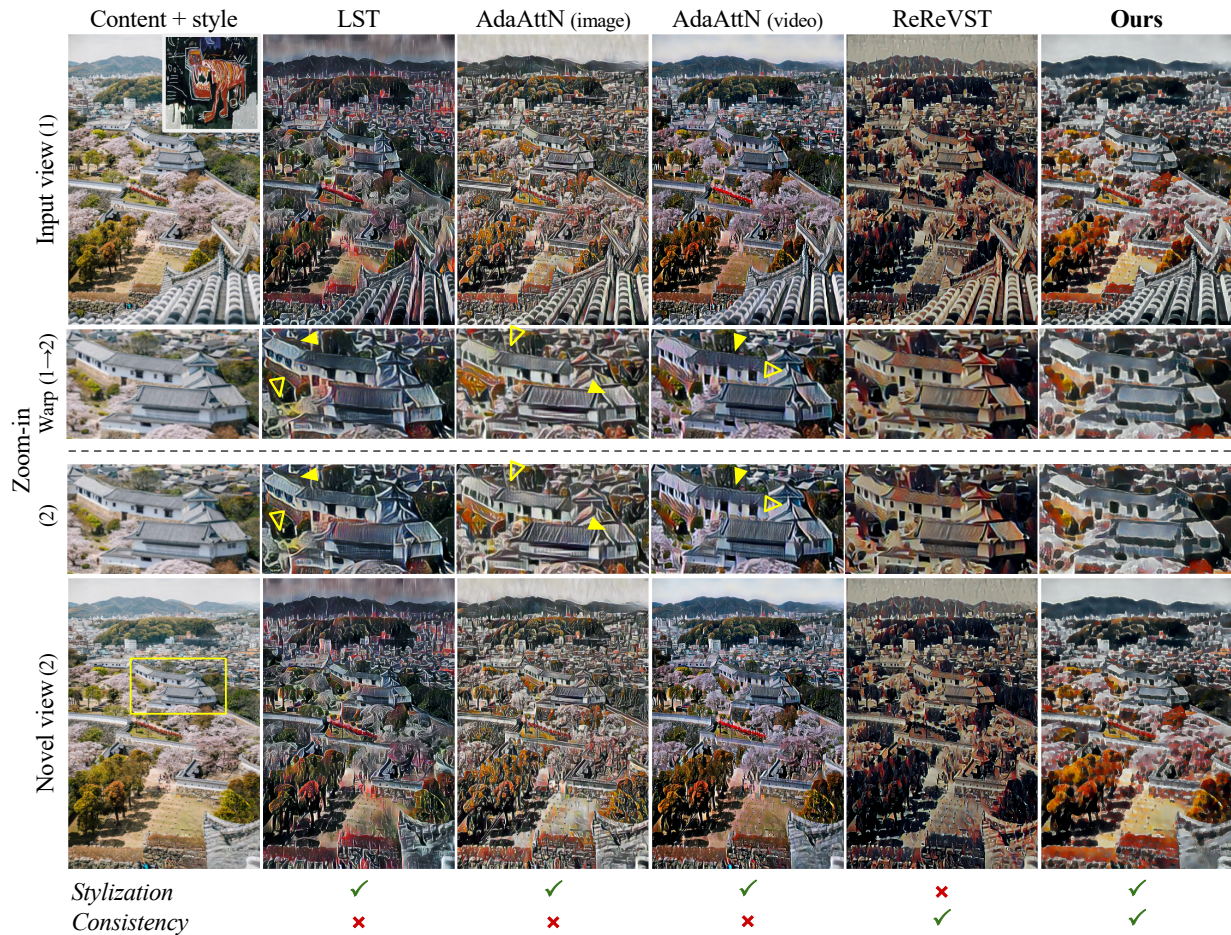 Content + style LST AdaAttN (image) AdaAttN (video) ReReVST Ours
Input view (1)
Zoom-in
Warp (1→2)
(2)
Novel view (2)
Stylization ✓ ✓ ✓ × ✓
Consistency × × × ✓ ✓